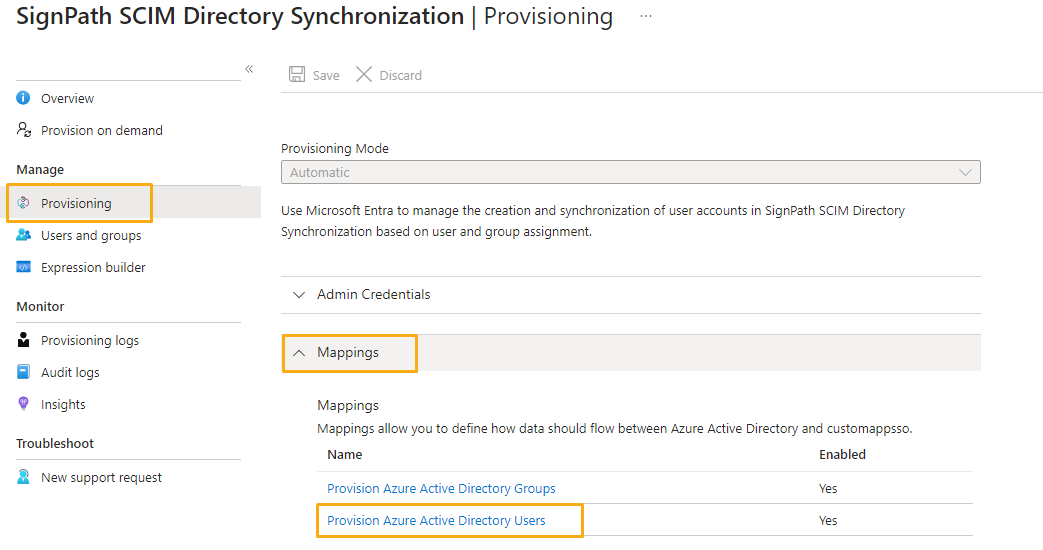 SignPath SCIM Directory Synchronization | Provisioning ...
«
Save Discard
Overview
Provision on demand
Manage
Provisioning
Users and groups
Expression builder
Monitor
Provisioning logs
Audit logs
Insights
Troubleshoot
New support request
Provisioning Mode
Automatic
Use Microsoft Entra to manage the creation and synchronization of user accounts in SignPath SCIM Directory
Synchronization based on user and group assignment.
Admin Credentials
Mappings
Mappings
Mappings allow you to define how data should flow between Azure Active Directory and customappsso.
Name Enabled
Provision Azure Active Directory Groups Yes
Provision Azure Active Directory Users Yes